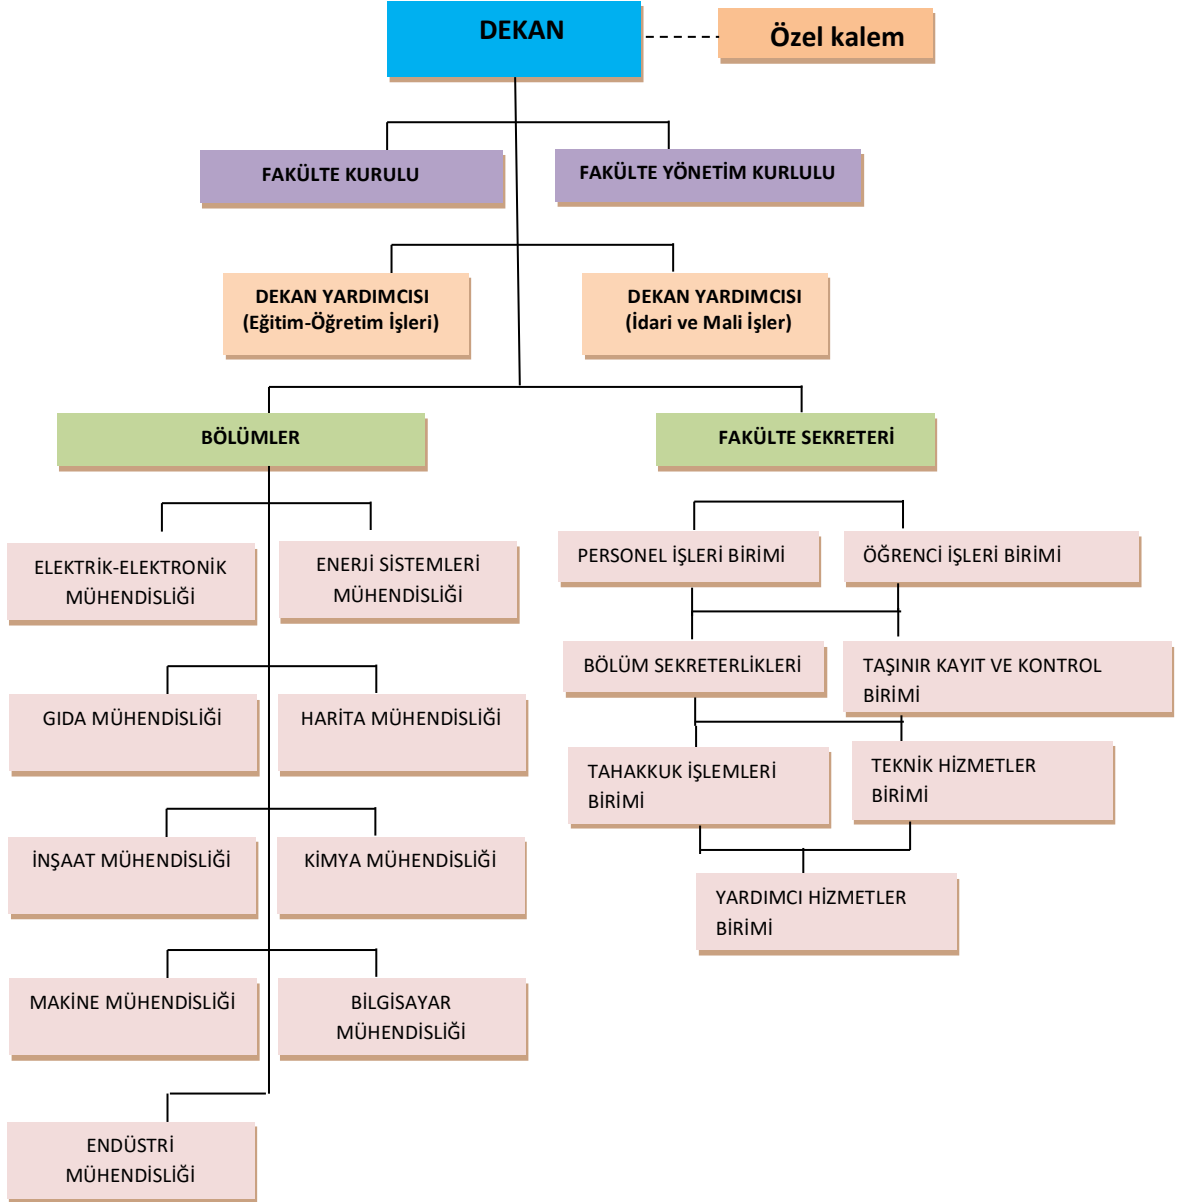 DEKAN
Özel kalem
FAKÜLTE KURULU
FAKÜLTE YÖNETİM KURLULU
DEKAN YARDIMCISI
(Eğitim-Öğretim İşleri)
DEKAN YARDIMCISI
(İdari ve Mali İşler)
BÖLÜMLER
FAKÜLTE SEKRETERİ
ELEKTRİK-ELEKTRONİK
MÜHENDİSLİĞİ
ENERJİ SİSTEMLERİ
MÜHENDİSLİĞİ
PERSONEL İŞLERİ BİRİMİ
ÖĞRENCİ İŞLERİ BİRİMİ
BÖLÜM SEKRETERLİKLERİ
TAŞINIR KAYIT VE KONTROL
BİRİMİ
GIDA MÜHENDİSLİĞİ
HARİTA MÜHENDİSLİĞİ
TAHAKKUK İŞLEMLERİ
BİRİMİ
TEKNİK HİZMETLER
BİRİMİ
İNŞAAT MÜHENDİSLİĞİ
KİMYA MÜHENDİSLİĞİ
YARDIMCI HİZMETLER
BİRİMİ
MAKİNE MÜHENDİSLİĞİ
BİLGİSAYAR
MÜHENDİSLİĞİ
ENDÜSTRİ
MÜHENDİSLİĞİ